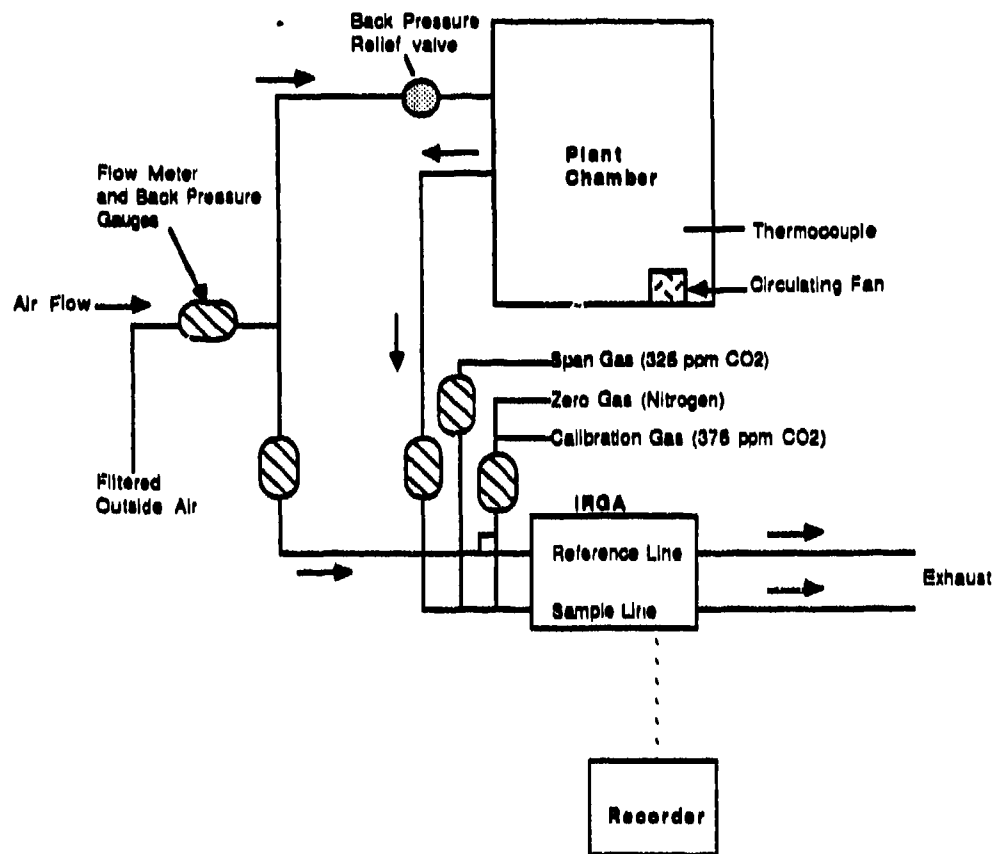 Back Pressure
Relief valve
Plant
Chamber
Flow Meter
and Back Pressure
Gauges
Thermocouple
Air Flow
Circulating Fan
Span Gas (325 ppm CO2)
Zero Gas (Nitrogen)
Calibration Gas (375 ppm CO2)
Filtered
Outside Air
IRGA
Reference Line
Exhaust
Sample Line
Recorder